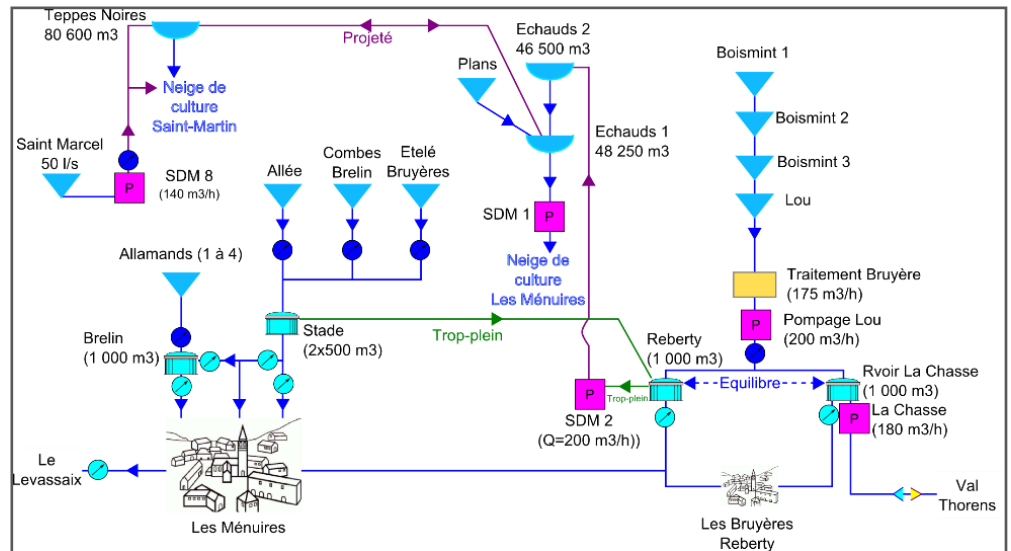 Teppes Noires
80 600 m3
Projeté
Echauds 2
46 500 m3
Plans
Boismint 1
Neige de
culture
Saint-Martin
Echauds 1
48 250 m3
Boismint 2
Saint Marcel
50 l/s
P
SDM 8
(140 m3/h)
Allée
Combes
Brelin
Etelé
Bruyères
Boismint 3
SDM 1
P
Lou
Neige de
culture
Les Ménuires
Allamands (1 à 4)
Traitement Bruyère
(175 m3/h)
P
Pompage Lou
(200 m3/h)
Brelin
(1 000 m3)
Stade
(2x500 m3)
Trop-plein
Reberty
(1 000 m3)
Equilibre
Rvoir La Chasse
(1 000 m3)
P
Trop-plein
SDM 2
(Q=200 m3/h))
P
La Chasse
(180 m3/h)
Le
Levassaix
Les Ménuires
Les Bruyères
Reberty
Val
Thorens